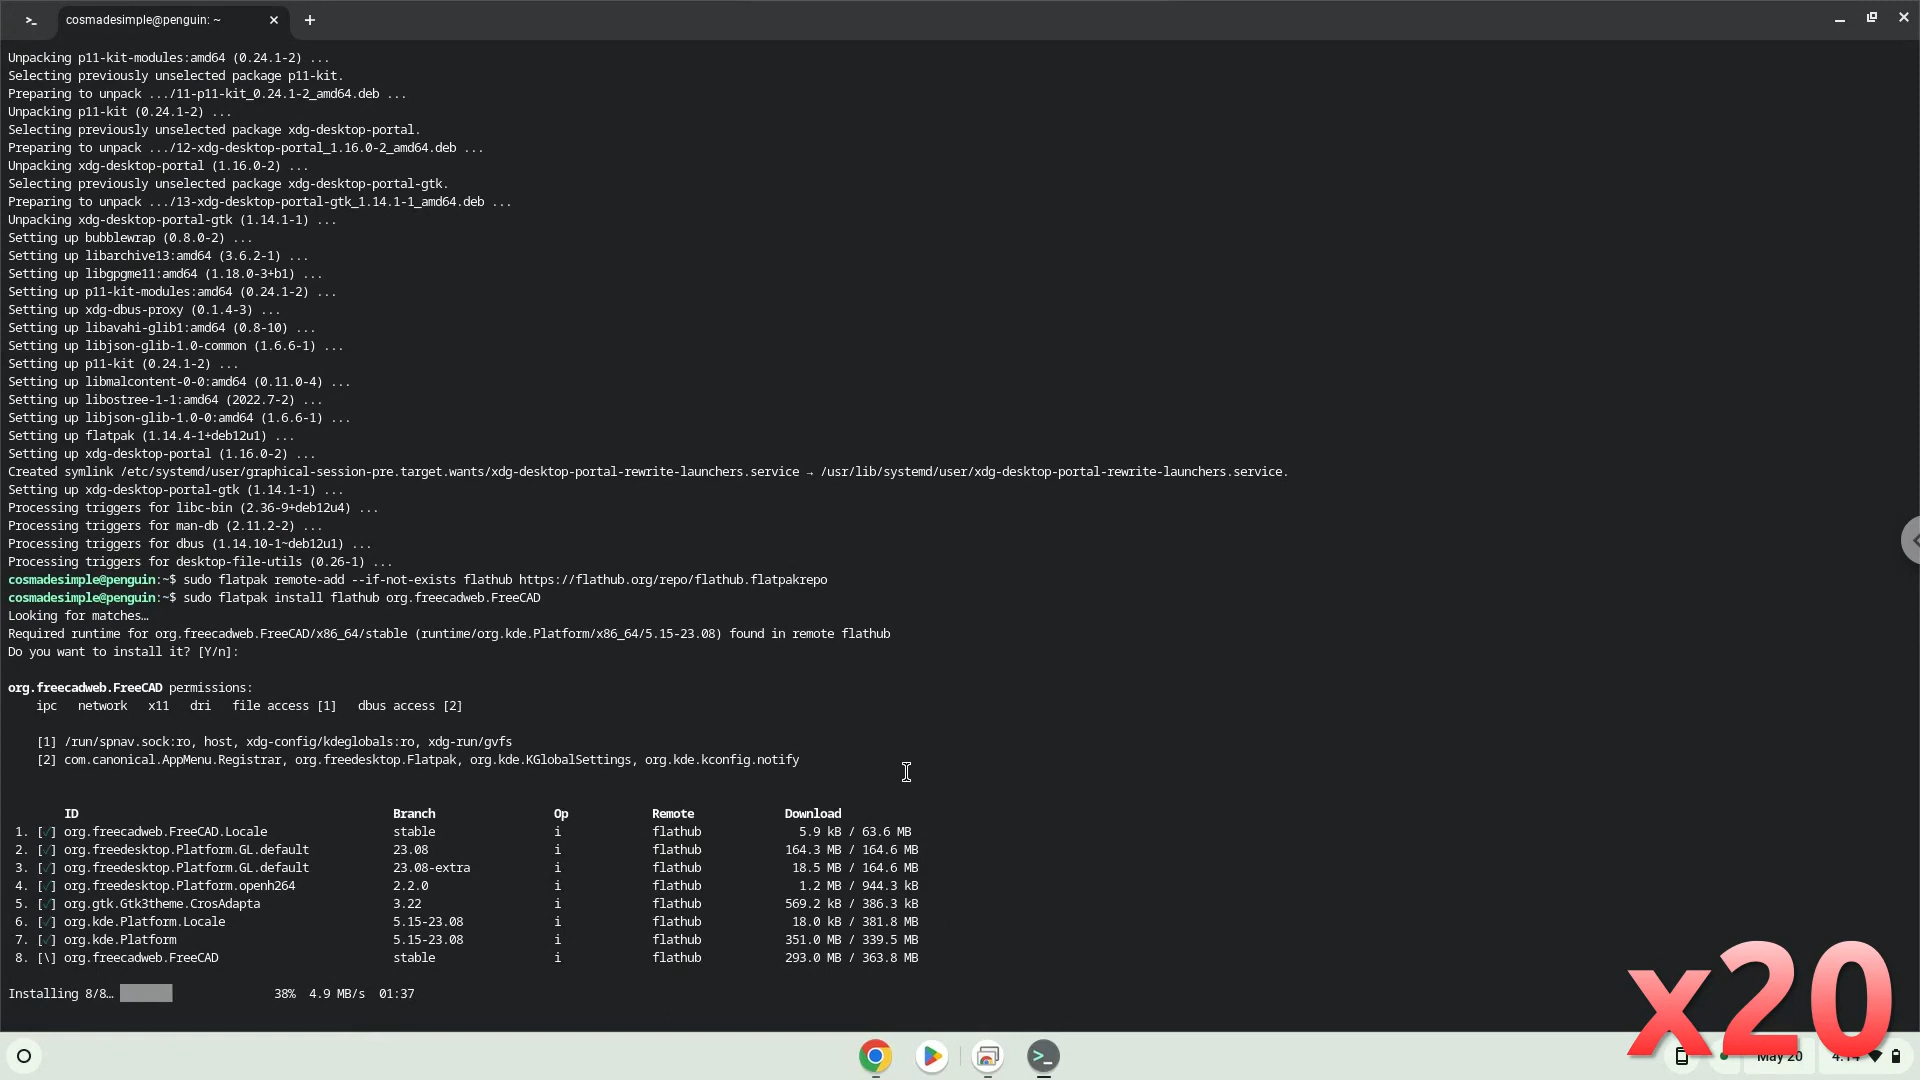 cosmadesimple@penguin: ~
Unpacking p11-kit-modules:amd64 (0.24.1-2) ...
Selecting previously unselected package p11-kit.
Preparing to unpack .../11-p11-kit_0.24.1-2_amd64.deb ...
Unpacking p11-kit (0.24.1-2) ...
Selecting previously unselected package xdg-desktop-portal.
Preparing to unpack .../12-xdg-desktop-portal_1.16.0-2_amd64.deb ...
Unpacking xdg-desktop-portal (1.16.0-2) ...
Selecting previously unselected package xdg-desktop-portal-gtk.
Preparing to unpack .../13-xdg-desktop-portal-gtk_1.14.1-1_amd64.deb ...
Unpacking xdg-desktop-portal-gtk (1.14.1-1) ...
Setting up bubblewrap (0.8.0-2) ...
Setting up libarchive13:amd64 (3.6.2-1) ...
Setting up libgpgme11:amd64 (1.18.0-3+b1) ...
Setting up p11-kit-modules:amd64 (0.24.1-2) ...
Setting up xdg-dbus-proxy (0.1.4-3) ...
Setting up libavahi-glib1:amd64 (0.8-10) ...
Setting up libjson-glib-1.0-common (1.6.6-1) ...
Setting up p11-kit (0.24.1-2) ...
Setting up libmalcontent-0-0:amd64 (0.11.0-4) ...
Setting up libostree-1-1:amd64 (2022.7-2) ...
Setting up libjson-glib-1.0-0:amd64 (1.6.6-1) ...
Setting up flatpak (1.14.4-1+deb12u1) ...
Setting up xdg-desktop-portal (1.16.0-2) ...
Created symlink /etc/systemd/user/graphical-session-pre.target.wants/xdg-desktop-portal-rewrite-launchers.service → /usr/lib/systemd/user/xdg-desktop-portal-rewrite-launchers.service.
Setting up xdg-desktop-portal-gtk (1.14.1-1) ...
Processing triggers for libc-bin (2.36-9+deb12u4) ...
Processing triggers for man-db (2.11.2-2) ...
Processing triggers for dbus (1.14.10-1~deb12u1) ...
Processing triggers for desktop-file-utils (0.26-1) ...
cosmadesimple@penguin:~$ sudo flatpak remote-add --if-not-exists flathub https://flathub.org/repo/flathub.flatpakrepo
cosmadesimple@penguin:~$ sudo flatpak install flathub org.freecadweb.FreeCAD
Looking for matches…
Required runtime for org.freecadweb.FreeCAD/x86_64/stable (runtime/org.kde.Platform/x86_64/5.15-23.08) found in remote flathub
Do you want to install it? [Y/n]:
org.freecadweb.FreeCAD permissions:
ipc network x11 dri file access [1] dbus access [2]
[1] /run/spnav.sock:ro, host, xdg-config/kdeglobals:ro, xdg-run/gvfs
[2] com.canonical.AppMenu.Registrar, org.freedesktop.Flatpak, org.kde.KGlobalSettings, org.kde.kconfig.notify
ID Branch Op Remote Download
1. [✓] org.freecadweb.FreeCAD.Locale stable i flathub 5.9 kB / 63.6 MB
2. [✓] org.freedesktop.Platform.GL.default 23.08 i flathub 164.3 MB / 164.6 MB
3. [✓] org.freedesktop.Platform.GL.default 23.08-extra i flathub 18.5 MB / 164.6 MB
4. [✓] org.freedesktop.Platform.openh264 2.2.0 i flathub 1.2 MB / 944.3 kB
5. [✓] org.gtk.Gtk3theme.CrosAdapta 3.22 i flathub 569.2 kB / 386.3 kB
6. [✓] org.kde.Platform.Locale 5.15-23.08 i flathub 18.0 kB / 381.8 MB
7. [✓] org.kde.Platform 5.15-23.08 i flathub 351.0 MB / 339.5 MB
8. [\] org.freecadweb.FreeCAD stable i flathub 293.0 MB / 363.8 MB
Installing 8/8… 38% 4.9 MB/s 01:37
x20
May 20